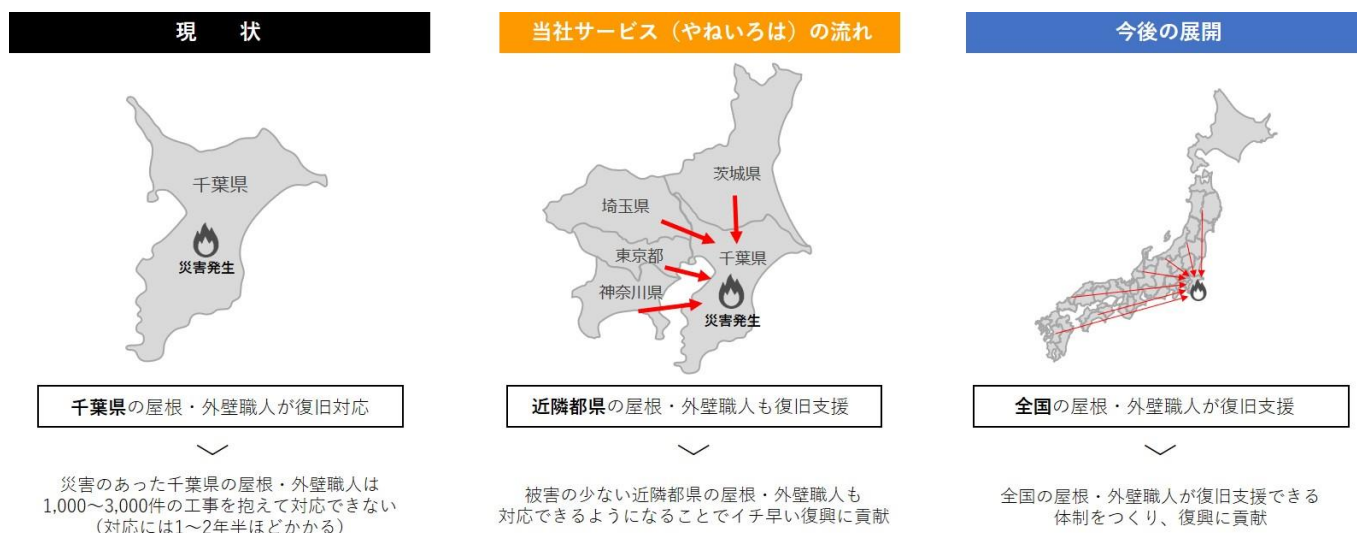 現　状
千葉県
災害発生
千葉県の屋根・外壁職人が復旧対応
災害のあった千葉県の屋根・外壁職人は
1,000～3,000件の工事を抱えて対応できない
（対応には1～2年半ほどかかる）
当社サービス（やねいろは）の流れ
茨城県
埼玉県
東京都
千葉県
神奈川県
災害発生
近隣都県の屋根・外壁職人も復旧支援
被害の少ない近隣都県の屋根・外壁職人も
対応できるようになることでイチ早い復興に貢献
今後の展開
全国の屋根・外壁職人が復旧支援
全国の屋根・外壁職人が復旧支援できる
体制をつくり、復興に貢献